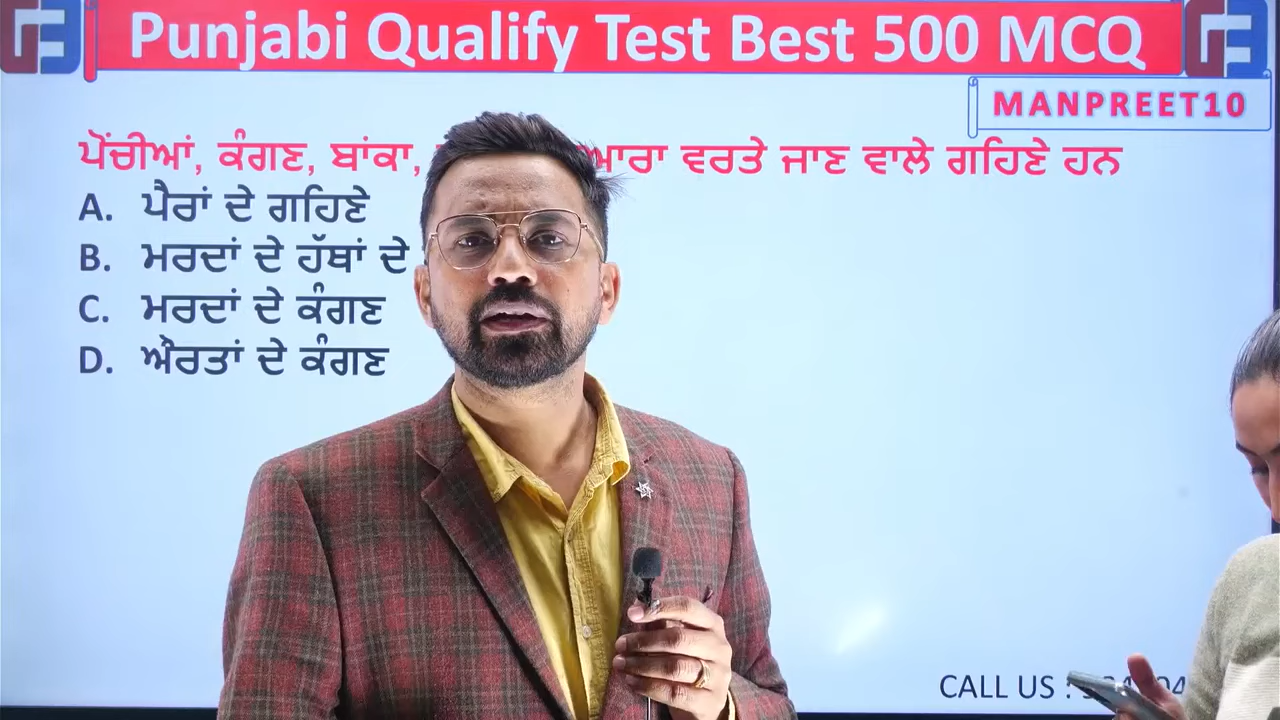 Punjabi Qualify Test Best 500 MCQ
MANPREET10
ਪੋਂਚੀਆਂ, ਕੰਗਣ, ਬਾਂਕਾ, ਵਰਤੇ ਜਾਣ ਵਾਲੇ ਗਹਿਣੇ ਹਨ
A. ਪੈਰਾਂ ਦੇ ਗਹਿਣੇ
B. ਮਰਦਾਂ ਦੇ ਹੱਥਾਂ ਦੇ
C. ਮਰਦਾਂ ਦੇ ਕੰਗਣ
D. ਔਰਤਾਂ ਦੇ ਕੰਗਣ
CALL US :